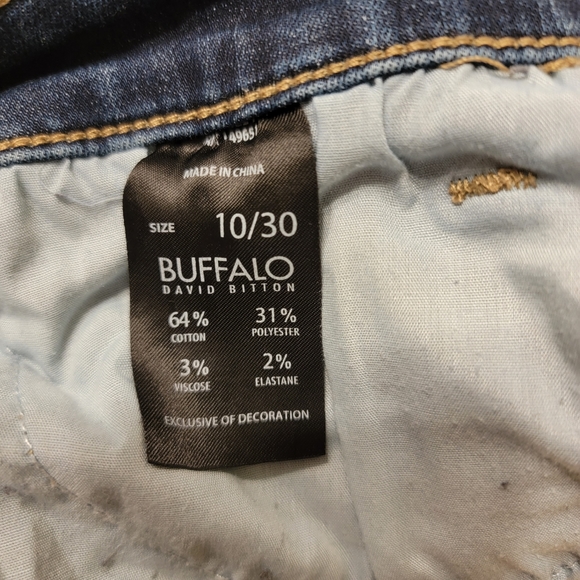 MADE IN CHINA
SIZE 10/30
BUFFALO
DAVID BITTON
64% 31%
COTTON POLYESTER
3% 2%
VISCOSE ELASTANE
EXCLUSIVE OF DECORATION